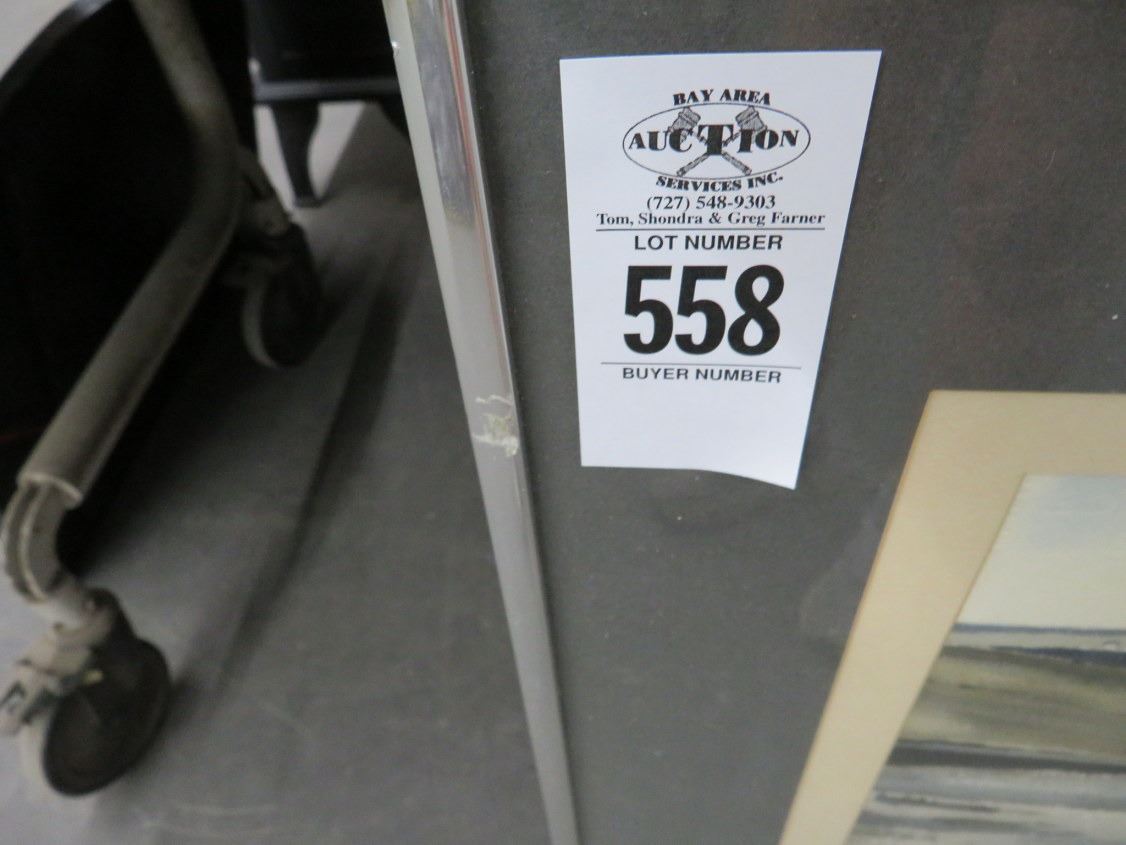 BAY AREA
AUCTION
SERVICES INC.
(727) 548-9303
Tom, Shondra & Greg Farner
LOT NUMBER
558
BUYER NUMBER